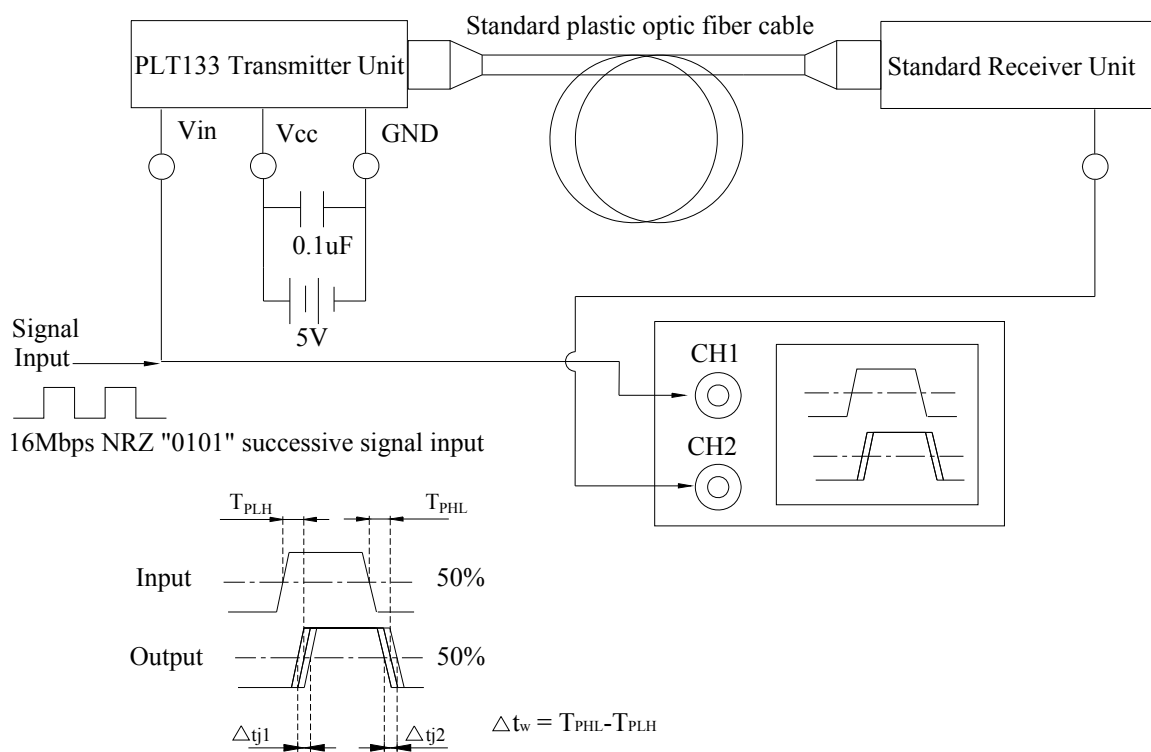 Standard plastic optic fiber cable
PLT133 Transmitter Unit
Standard Receiver Unit
Vin
Vcc
GND
0.1uF
5V
Signal
Input
CH1
CH2
16Mbps NRZ "0101" successive signal input
TPLH
TPHL
Input
50%
Output
50%
△tj1
△tj2
△tw = TPHL-TPLH